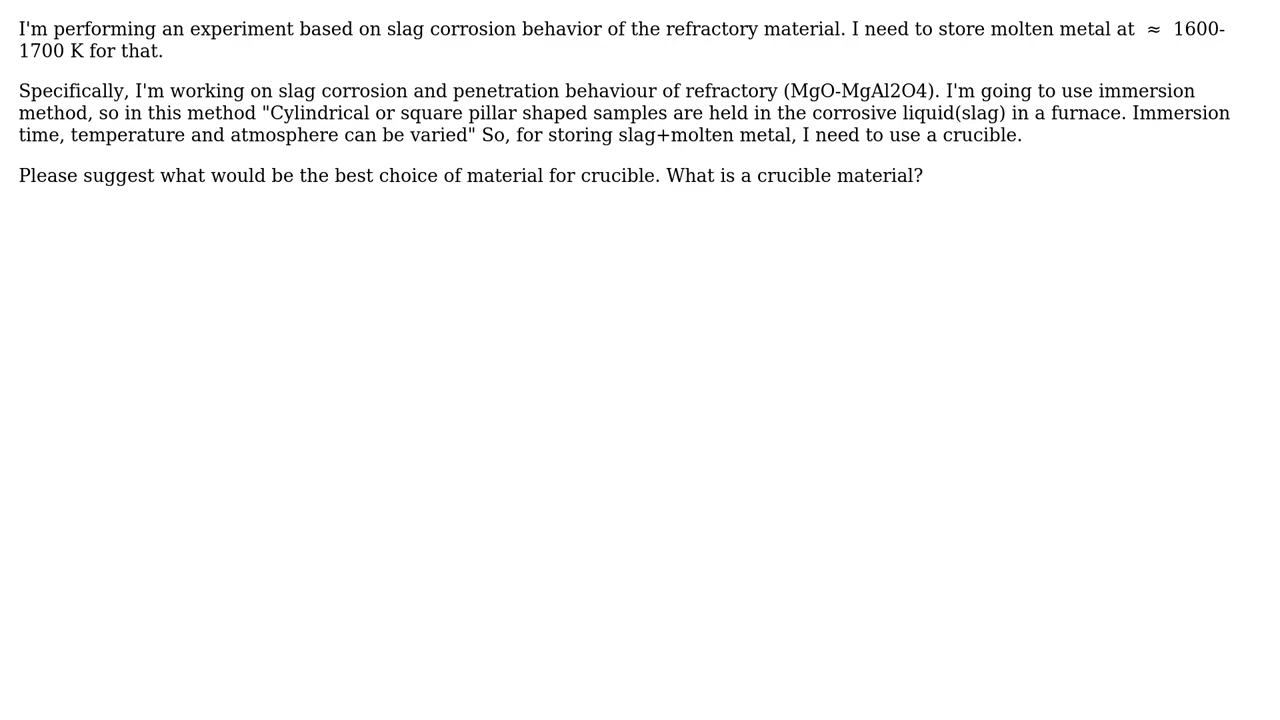 I'm performing an experiment based on slag corrosion behavior of the refractory material. I need to store molten metal at ≈ 1600-
1700 K for that.
Specifically, I'm working on slag corrosion and penetration behaviour of refractory (MgO-MgAl2O4). I'm going to use immersion
method, so in this method "Cylindrical or square pillar shaped samples are held in the corrosive liquid(slag) in a furnace. Immersion
time, temperature and atmosphere can be varied" So, for storing slag+molten metal, I need to use a crucible.
Please suggest what would be the best choice of material for crucible. What is a crucible material?